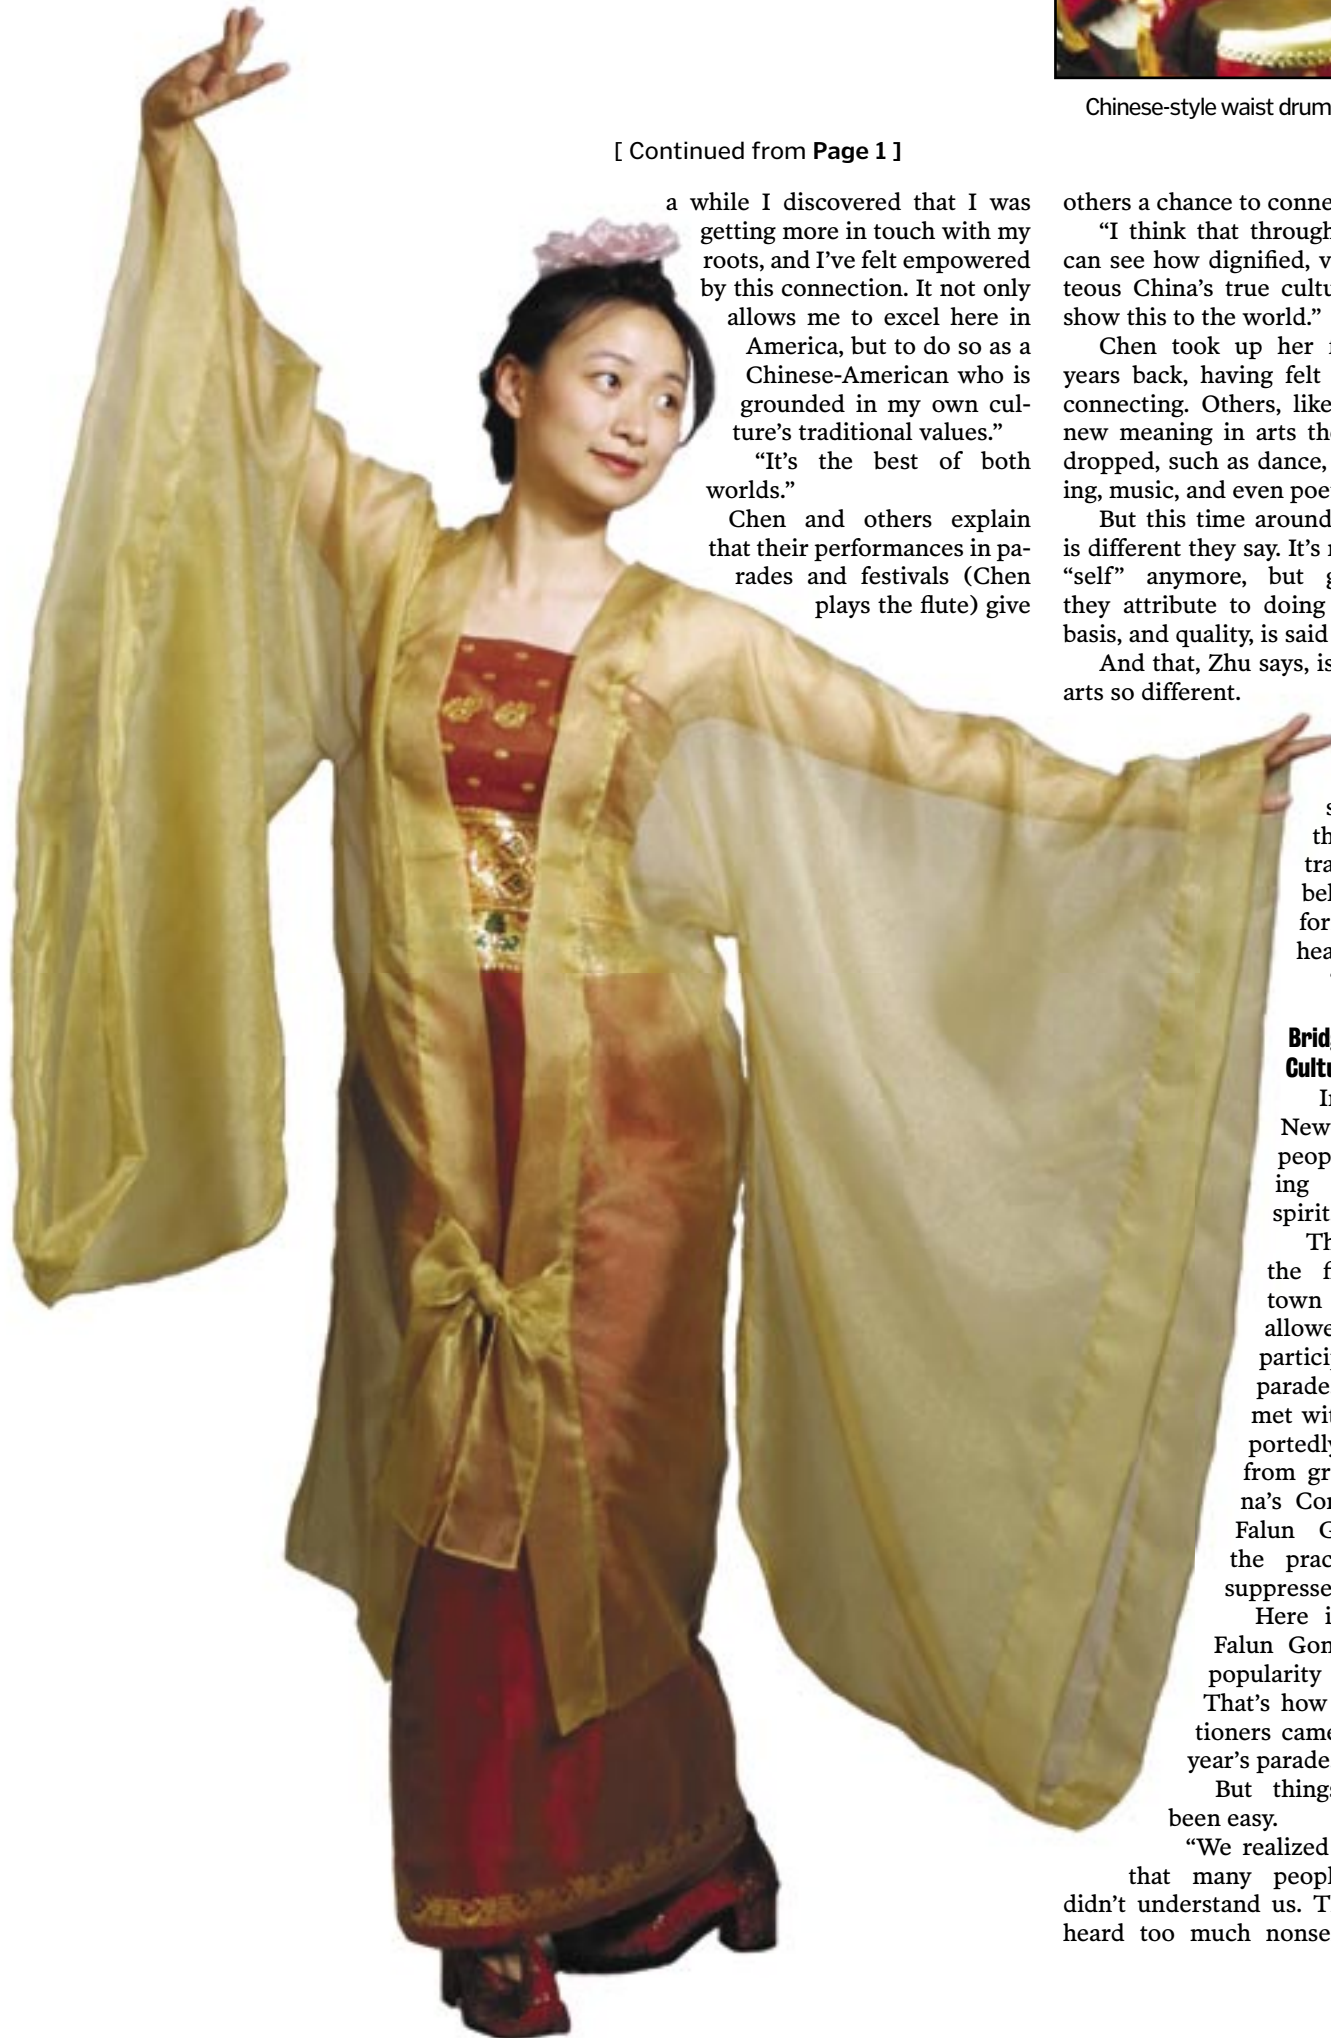 Chinese-style waist drum
[ Continued from Page 1 ]
a while I discovered that I was
getting more in touch with my
roots, and I’ve felt empowered
by this connection. It not only
allows me to excel here in
America, but to do so as a
Chinese-American who is
grounded in my own cul-
ture’s traditional values.”
“It’s the best of both
worlds.”
Chen and others explain
that their performances in pa-
rades and festivals (Chen
plays the flute) give
others a chance to conne
“I think that through
can see how dignified, v
teous China’s true cultu
show this to the world.”
Chen took up her
years back, having felt
connecting. Others, like
new meaning in arts the
dropped, such as dance,
ing, music, and even poe
But this time around
is different they say. It’s
“self” anymore, but g
they attribute to doing
basis, and quality, is said
And that, Zhu says, is
arts so different.
s
th
tra
bel
for
hea
Brid
Cultu
In
New
peop
ing
spirit
Th
the f
town
allowe
partici
parade
met wit
portedly
from gr
na’s Con
Falun G
the prac
suppresse
Here i
Falun Gon
popularity
That’s how
tioners came
year’s parade
But things
been easy.
“We realized
that many peopl
didn’t understand us. Th
heard too much nonse